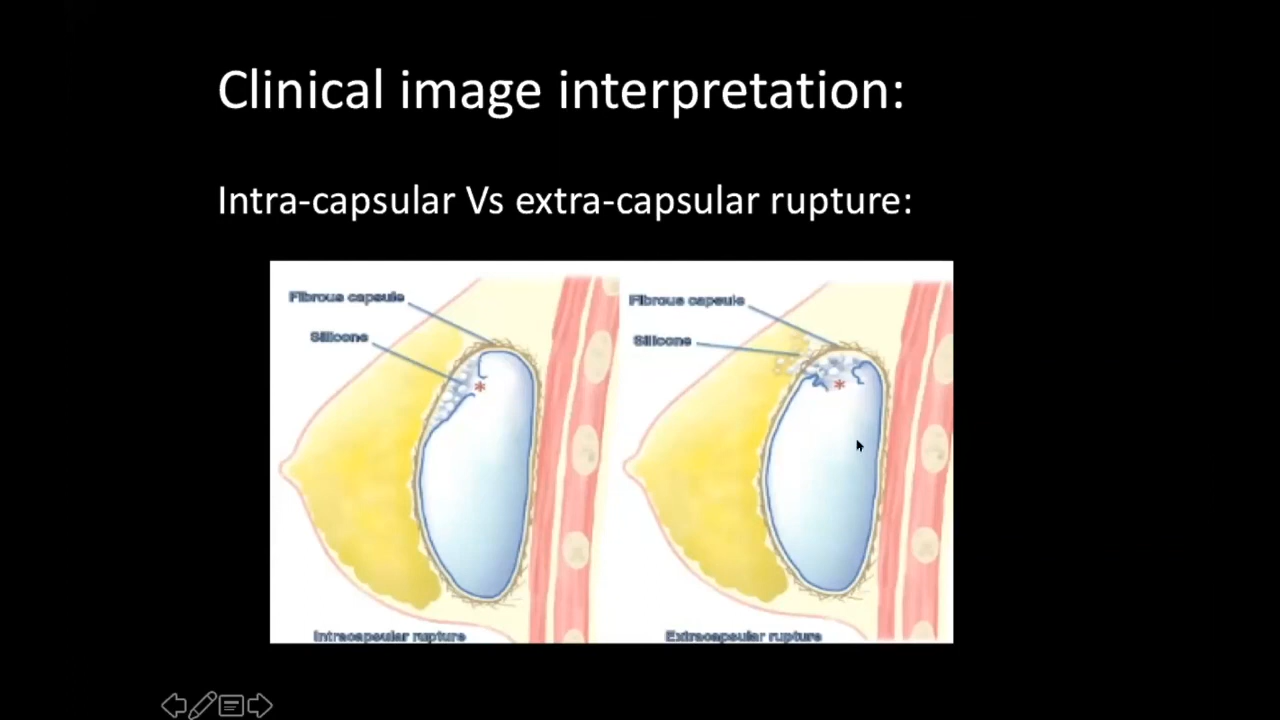 Clinical image interpretation:
Intra-capsular Vs extra-capsular rupture:
Fibrous capsule
Silicone
Fibrous capsule
Silicone
*
*
Intracapsular rupture
Extracapsular rupture